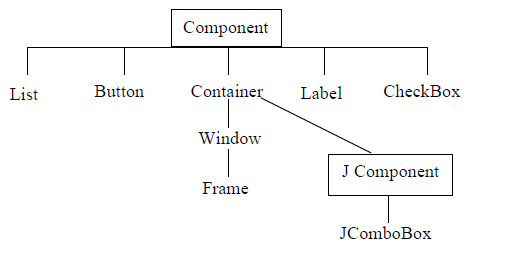 Component
List
Button
Container
Label
CheckBox
Window
J Component
Frame
JComboBox